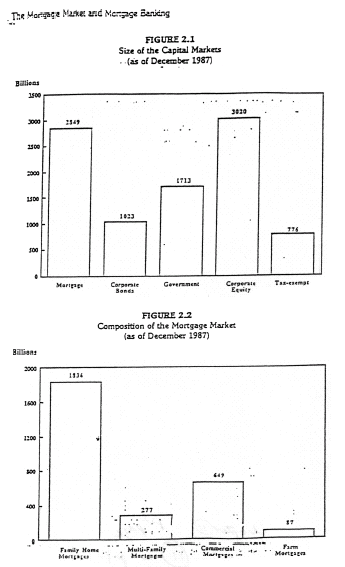 The Mortgage Market and Mortgage Banking
FIGURE 2.1
Size of the Capital Markets
(as of December 1987)
Billions
3500
3000
2500
2000
1500
1000
500
0
2849
1023
1713
3020
776
Mortgage
Corporate Bonds
Government
Corporate Equity
Tax-exempt
FIGURE 2.2
Composition of the Mortgage Market
(as of December 1987)
Billions
2000
1600
1200
800
400
0
1834
277
649
87
Family Home Mortgages
Multi-Family Mortgages
Commercial Mortgages
Farm Mortgages